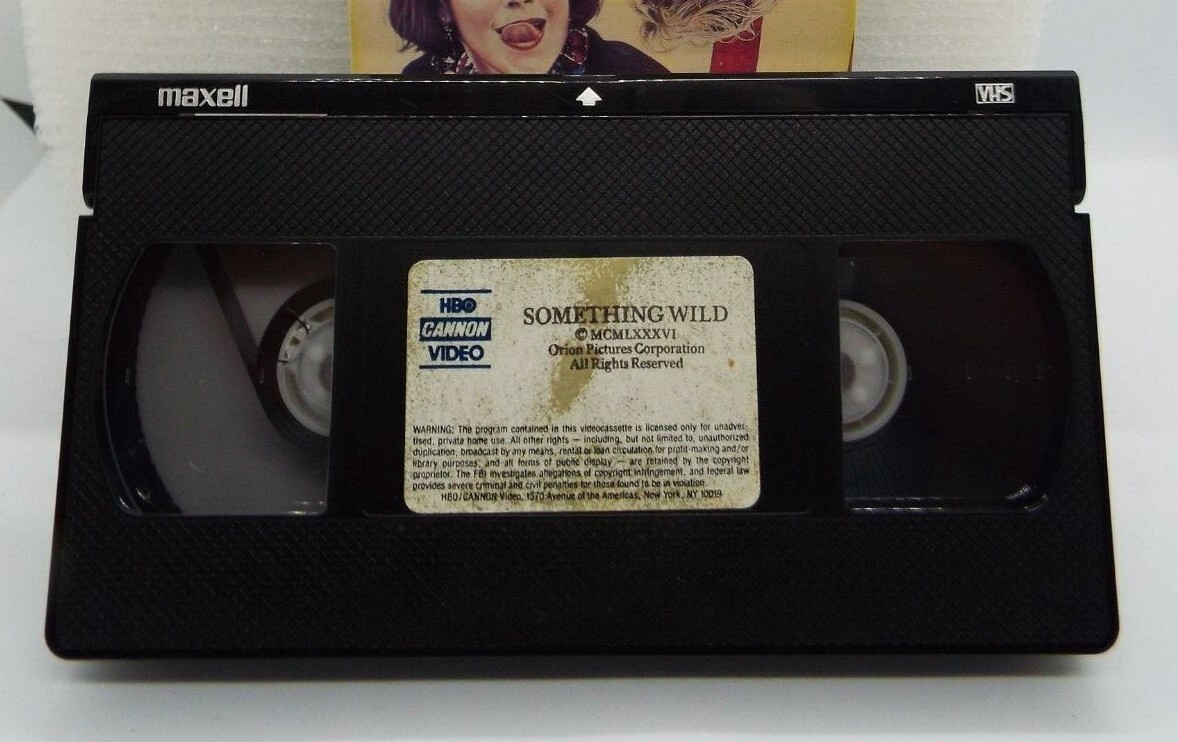 maxell
VHS
HBO
CANNON
VIDEO
SOMETHING WILD
© MCMLXXXVI
Orion Pictures Corporation
All Rights Reserved
WARNING: The program contained in this videocassette is licensed only for unadver-
tised, private home use. All other rights — including, but not limited to, unauthorized
duplication, broadcast by any means, rental or loan circulation for profit-making and/or
library purposes, and all forms of public display — are retained by the copyright
proprietor. The FBI investigates allegations of copyright infringement, and federal law
provides severe criminal and civil penalties for those found to be in violation.
HBO/CANNON Video, 1370 Avenue of the Americas, New York, NY 10019